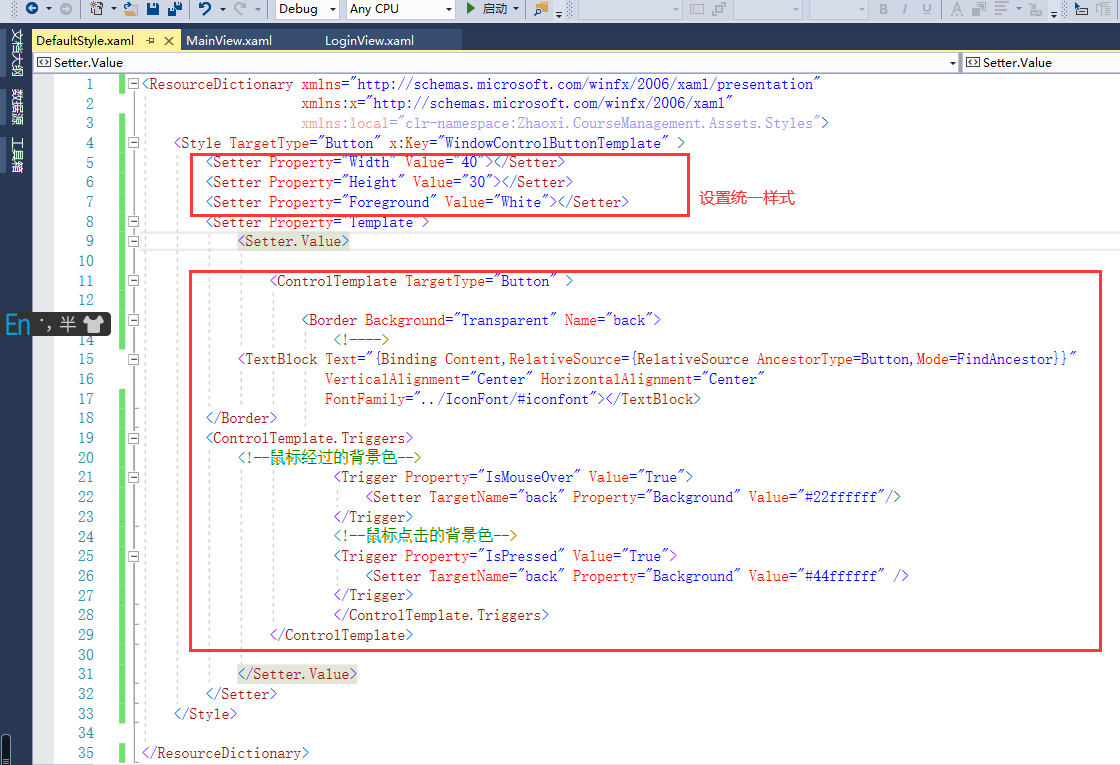 Debug
Any CPU
启动
B I U
A
文档大纲
数据源
工具箱
DefaultStyle.xaml
MainView.xaml
LoginView.xaml
Setter.Value
Setter.Value
1 <ResourceDictionary xmlns="http://schemas.microsoft.com/winfx/2006/xaml/presentation"
2 xmlns:x="http://schemas.microsoft.com/winfx/2006/xaml"
3 xmlns:local="clr-namespace:Zhaoxi.CourseManagement.Assets.Styles">
4 <Style TargetType="Button" x:Key="WindowControlButtonTemplate" >
5 <Setter Property="Width" Value="40"></Setter>
6 <Setter Property="Height" Value="30"></Setter>
7 <Setter Property="Foreground" Value="White"></Setter>
设置统一样式
8 <Setter Property="Template">
9 <Setter.Value>
10
11 <ControlTemplate TargetType="Button" >
12
<Border Background="Transparent" Name="back">
En ·, 半
14 <!---->
15 <TextBlock Text="{Binding Content,RelativeSource={RelativeSource AncestorType=Button,Mode=FindAncestor}}"
16 VerticalAlignment="Center" HorizontalAlignment="Center"
17 FontFamily="../IconFont/#iconfont"></TextBlock>
18 </Border>
19 <ControlTemplate.Triggers>
20 <!--鼠标经过的背景色-->
21 <Trigger Property="IsMouseOver" Value="True">
22 <Setter TargetName="back" Property="Background" Value="#22ffffff"/>
23 </Trigger>
24 <!--鼠标点击的背景色-->
25 <Trigger Property="IsPressed" Value="True">
26 <Setter TargetName="back" Property="Background" Value="#44ffffff" />
27 </Trigger>
28 </ControlTemplate.Triggers>
29 </ControlTemplate>
30
31 </Setter.Value>
32 </Setter>
33 </Style>
34
35 </ResourceDictionary>